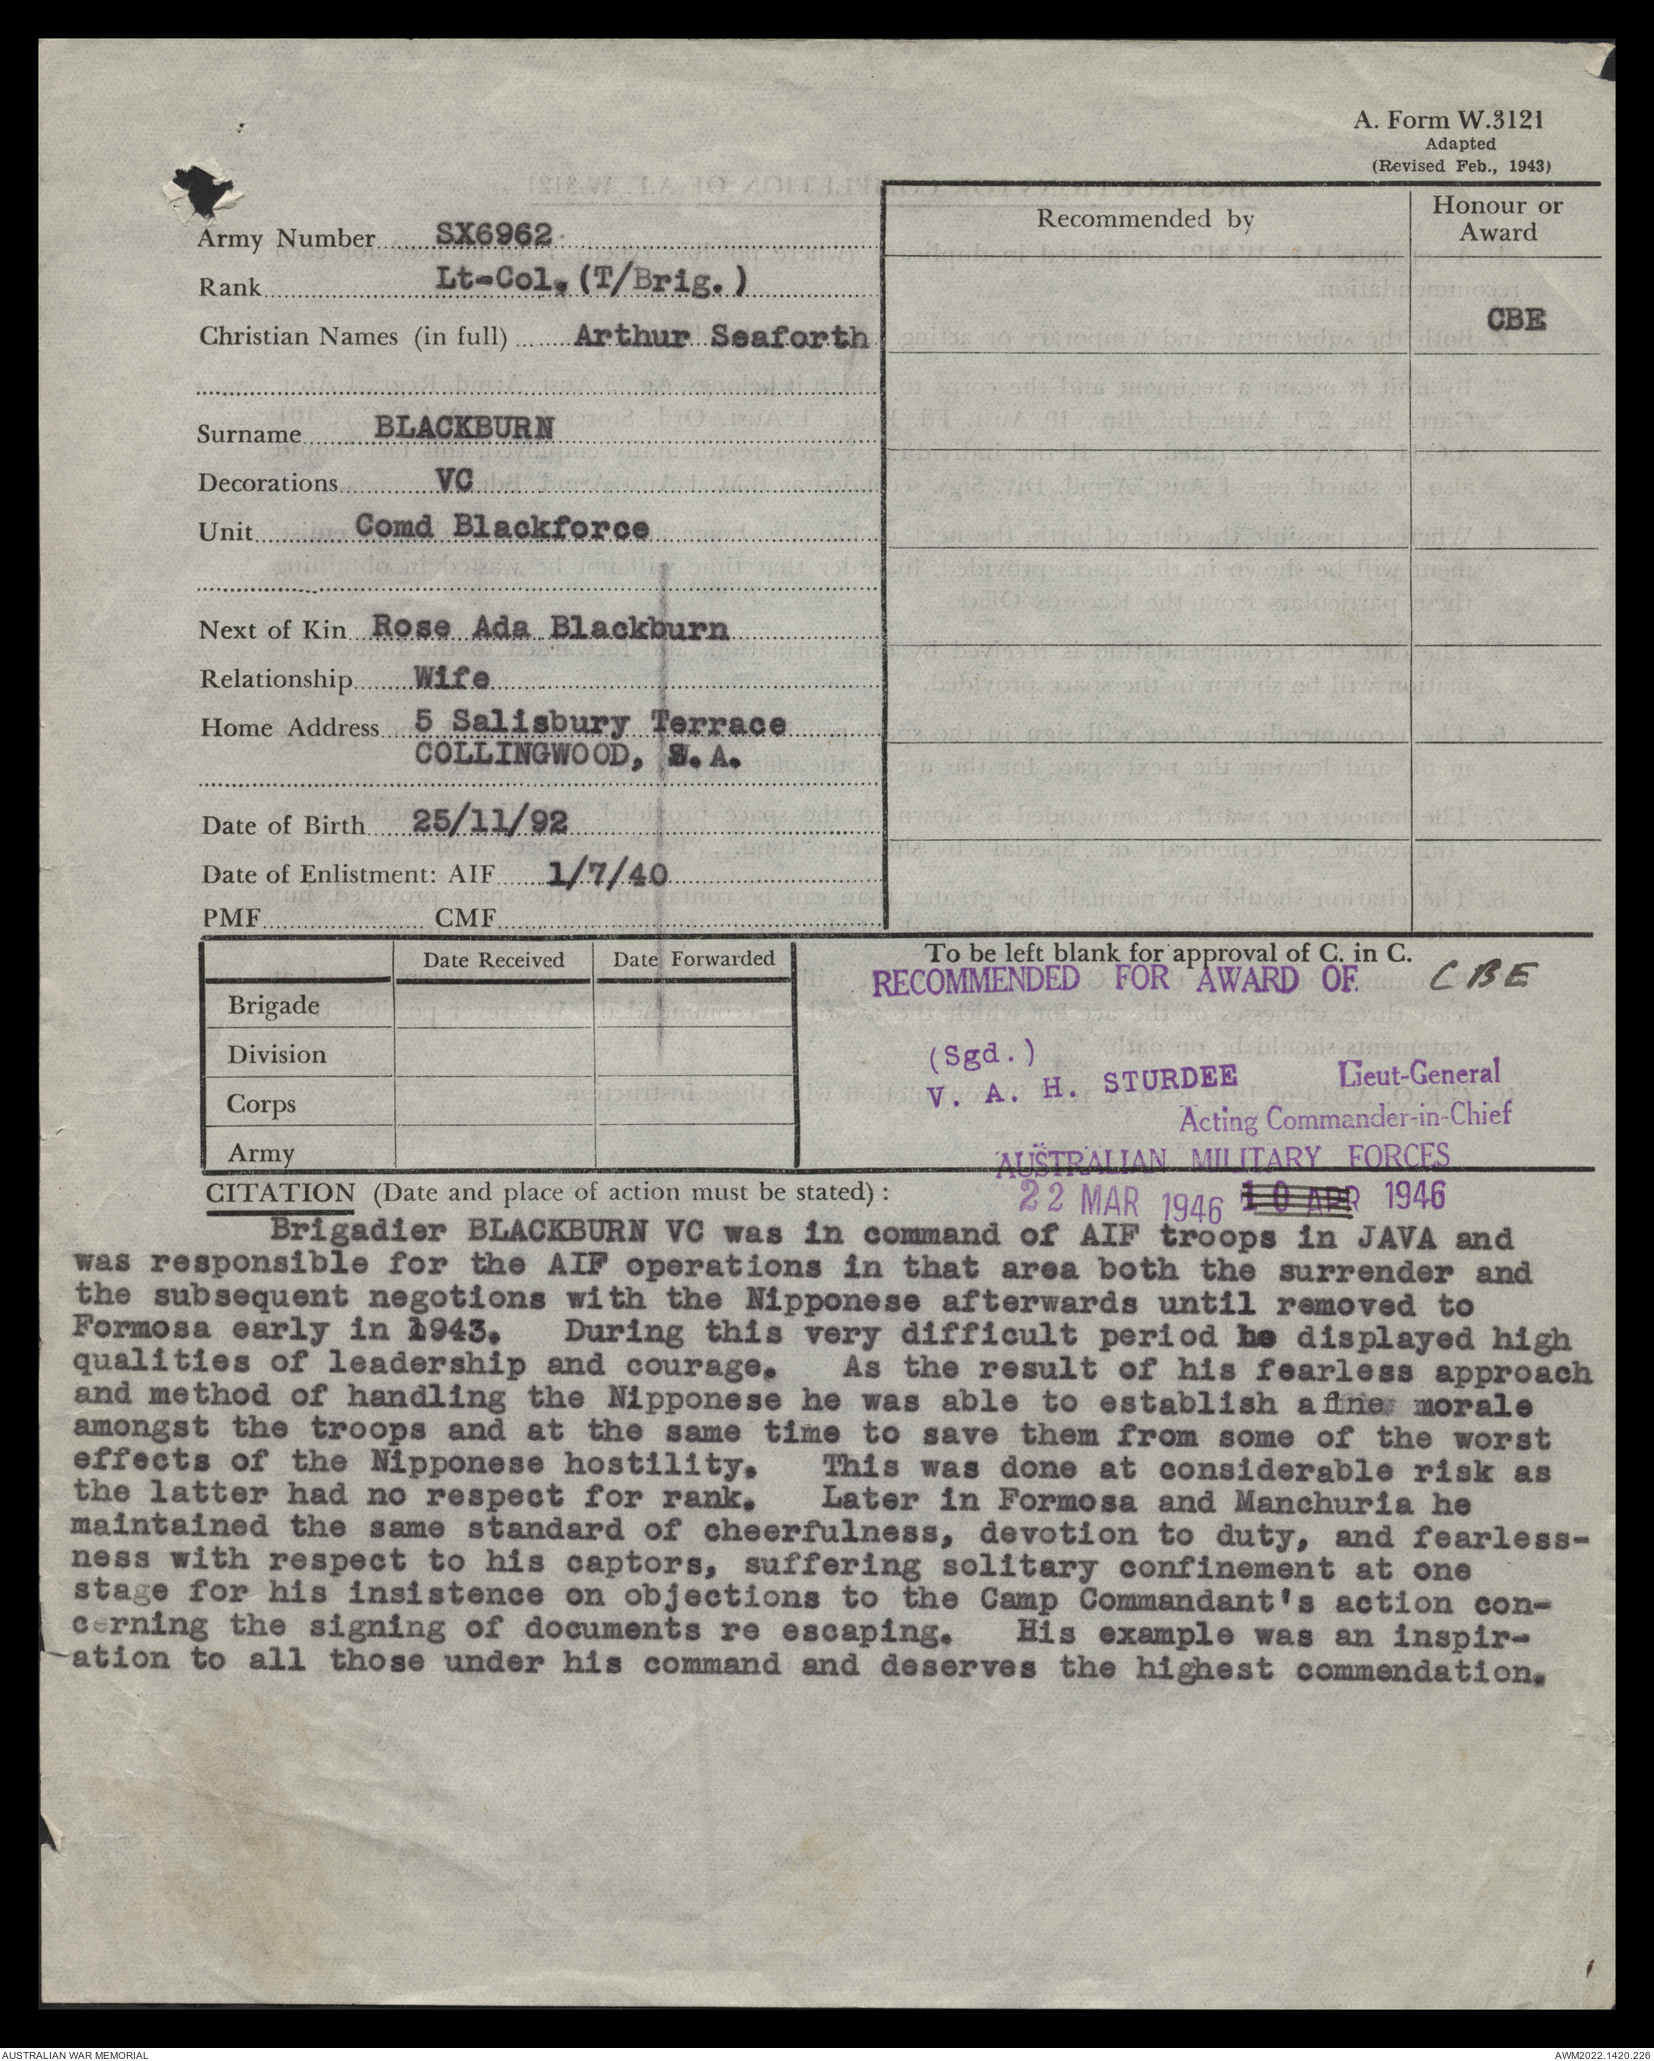 A. Form W.3121
Adapted
(Revised Feb., 1943)
Army Number SX6962
Rank Lt-Col. (T/Brig.)
Christian Names (in full) Arthur Seaforth
Surname BLACKBURN
Decorations VC
Unit Comd Blackforce
Next of Kin Rose Ada Blackburn
Relationship Wife
Home Address 5 Salisbury Terrace
COLLINGWOOD, S.A.
Date of Birth 25/11/92
Date of Enlistment: AIF 1/7/40
PMF CMF
Recommended by
Honour or
Award
CBE
Date Received Date Forwarded
Brigade
Division
Corps
Army
To be left blank for approval of C. in C.
RECOMMENDED FOR AWARD OF CBE
(Sgd.)
V. A. H. STURDEE Lieut-General
Acting Commander-in-Chief
AUSTRALIAN MILITARY FORCES
22 MAR 1946 10 APR 1946
CITATION (Date and place of action must be stated):
Brigadier BLACKBURN VC was in command of AIF troops in JAVA and
was responsible for the AIF operations in that area both the surrender and
the subsequent negotions with the Nipponese afterwards until removed to
Formosa early in 1943. During this very difficult period he displayed high
qualities of leadership and courage. As the result of his fearless approach
and method of handling the Nipponese he was able to establish a fine morale
amongst the troops and at the same time to save them from some of the worst
effects of the Nipponese hostility. This was done at considerable risk as
the latter had no respect for rank. Later in Formosa and Manchuria he
maintained the same standard of cheerfulness, devotion to duty, and fearless-
ness with respect to his captors, suffering solitary confinement at one
stage for his insistence on objections to the Camp Commandant's action con-
cerning the signing of documents re escaping. His example was an inspir-
ation to all those under his command and deserves the highest commendation.
AUSTRALIAN WAR MEMORIAL
AWM2022.1420.226